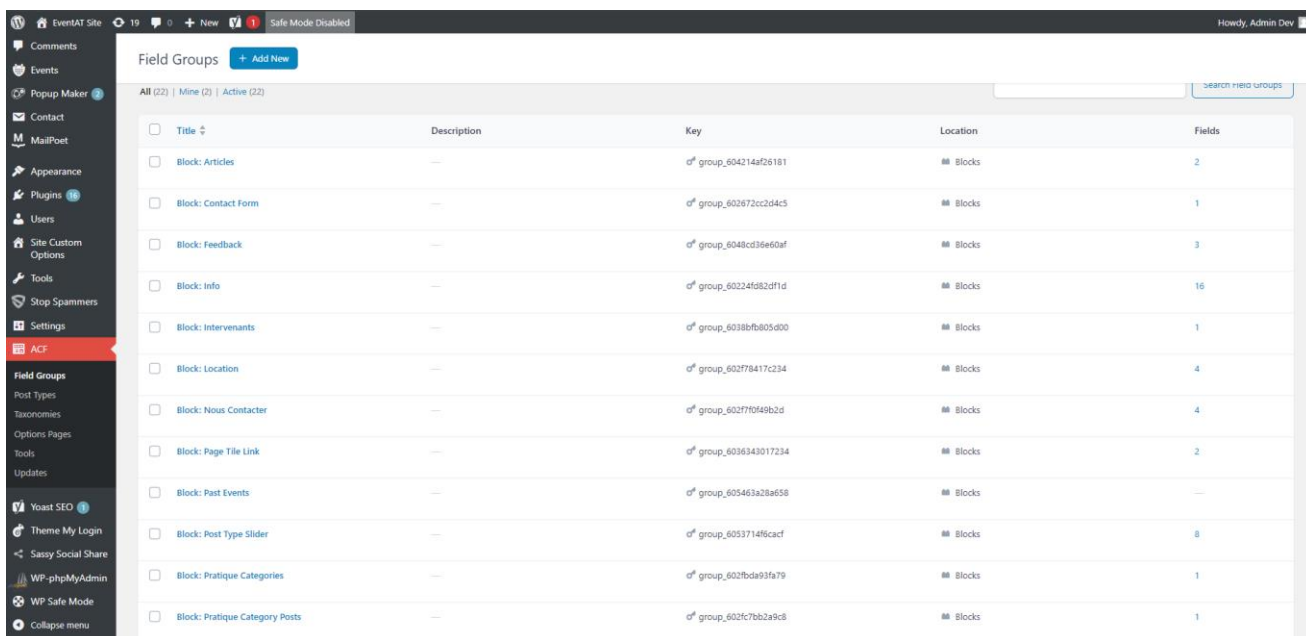 EventAT Site 19 0 New 1 Safe Mode Disabled Howdy, Admin Dev
Comments
Events
Popup Maker 2
Contact
MailPoet
Appearance
Plugins 16
Users
Site Custom
Options
Tools
Stop Spammers
Settings
ACF
Field Groups
Post Types
Taxonomies
Options Pages
Tools
Updates
Yoast SEO 1
Theme My Login
Sassy Social Share
WP-phpMyAdmin
WP Safe Mode
Collapse menu
Field Groups + Add New
All (22) | Mine (2) | Active (22) Search Field Groups
Title Description Key Location Fields
Block: Articles — group_604214af26181 Blocks 2
Block: Contact Form — group_602672cc2d4c5 Blocks 1
Block: Feedback — group_6048cd36e60af Blocks 3
Block: Info — group_60224fd82df1d Blocks 16
Block: Intervenants — group_6038bfb805d00 Blocks 1
Block: Location — group_602f78417c234 Blocks 4
Block: Nous Contacter — group_602f7f0f49b2d Blocks 4
Block: Page Tile Link — group_6036343017234 Blocks 2
Block: Past Events — group_605463a28a658 Blocks —
Block: Post Type Slider — group_6053714f6cacf Blocks 8
Block: Pratique Categories — group_602fbda93fa79 Blocks 1
Block: Pratique Category Posts — group_602fc7bb2a9c8 Blocks 1